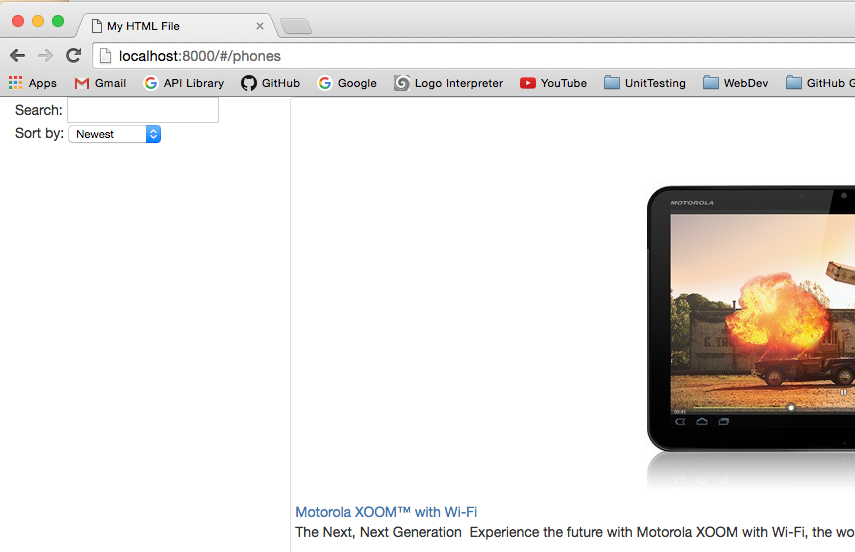 My HTML File
localhost:8000/#/phones
Apps Gmail API Library GitHub Google Logo Interpreter YouTube UnitTesting WebDev GitHub G
Search:
Sort by: Newest
MOTOROLA
00:45
Motorola XOOM™ with Wi-Fi
The Next, Next Generation Experience the future with Motorola XOOM with Wi-Fi, the wo